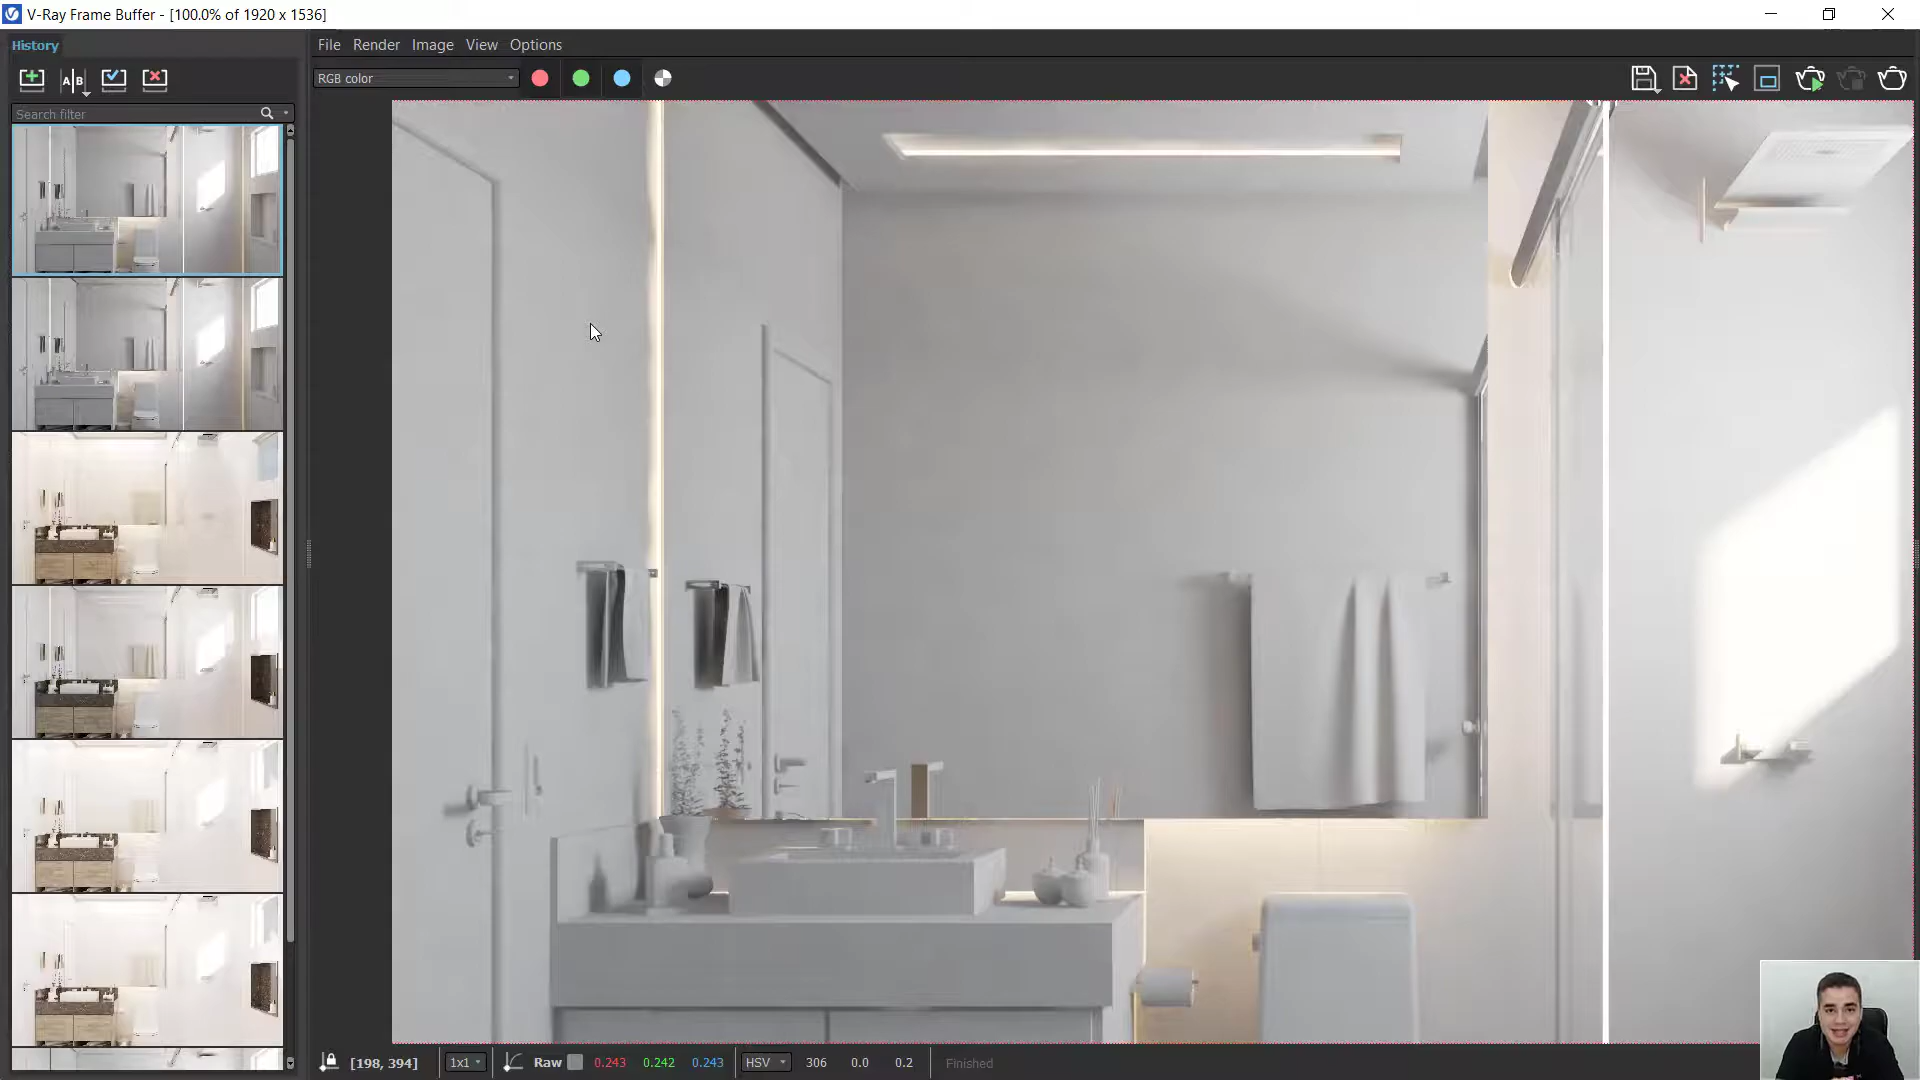 V-Ray Frame Buffer - [100.0% of 1920 x 1536]
History
File Render Image View Options
A B
RGB color
Search filter
[198, 394]
1x1
Raw
0.243 0.242 0.243
HSV
306 0.0 0.2
Finished